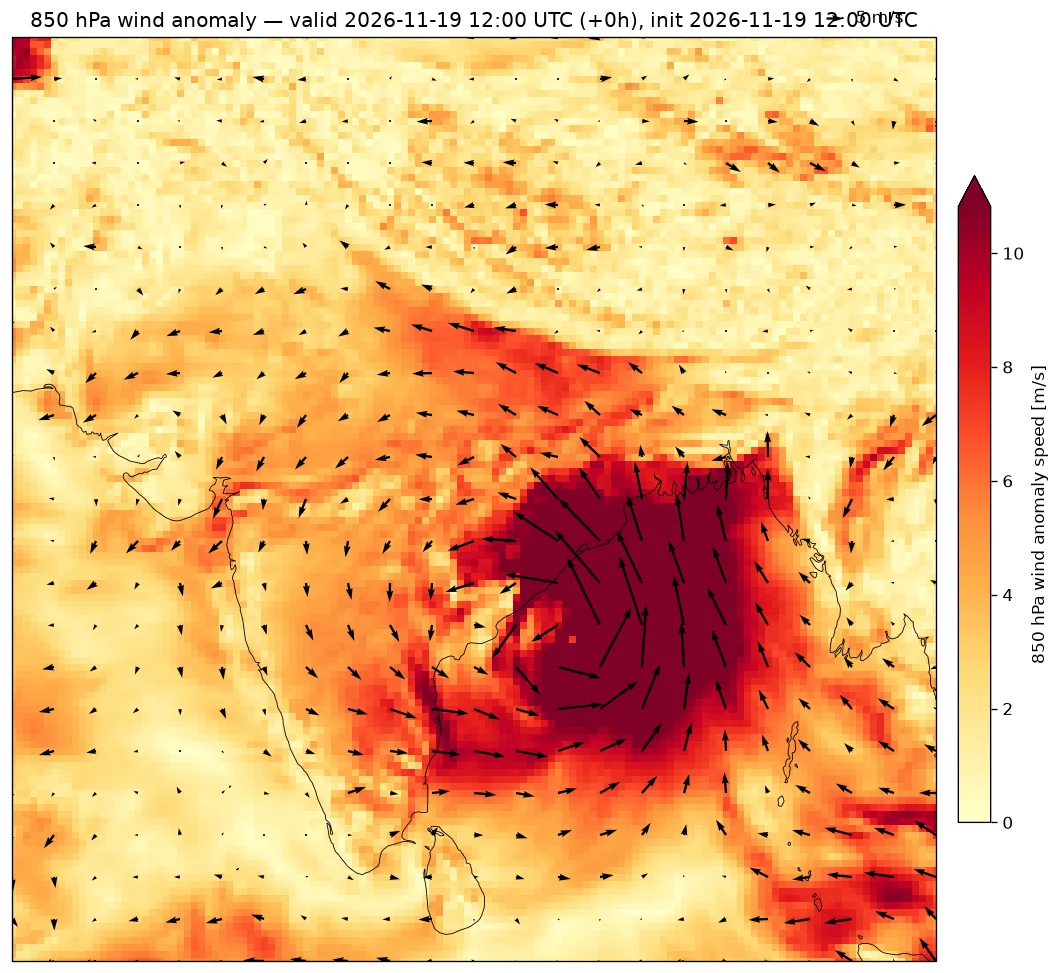 850 hPa wind anomaly — valid 2026-11-19 12:00 UTC (+0h), init 2026-11-19 12:00 UTC
5 m/s
10
8
6
4
2
0
850 hPa wind anomaly speed [m/s]